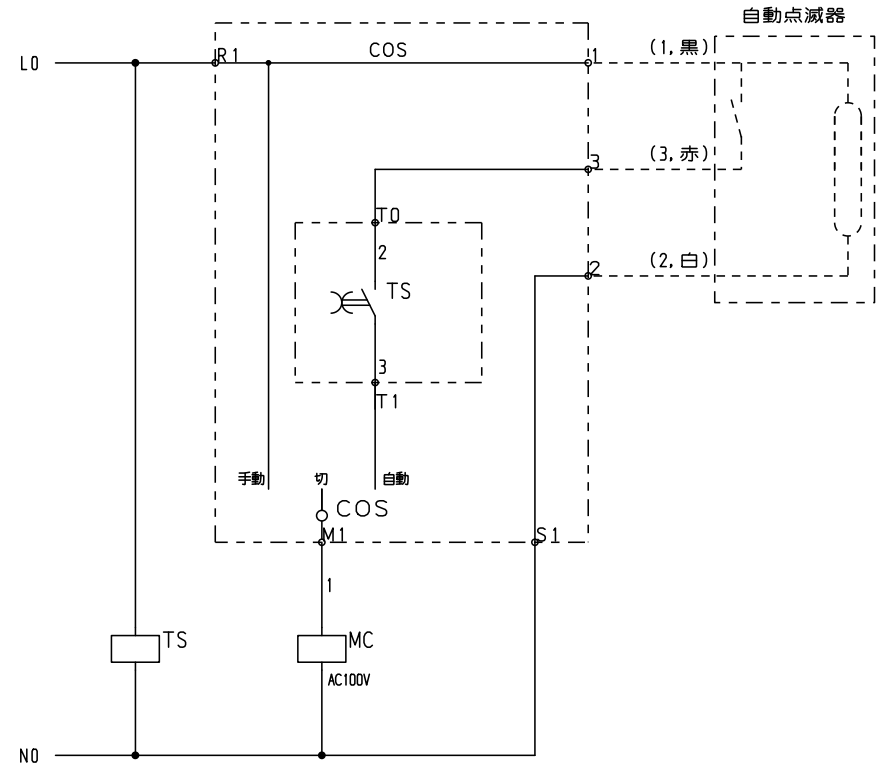 自動点滅器
COS
R1
1
(1,黒)
L0
3
(3,赤)
T0
2
2
(2,白)
TS
3
T1
手動
切
自動
COS
M1
S1
1
TS
MC
AC100V
N0